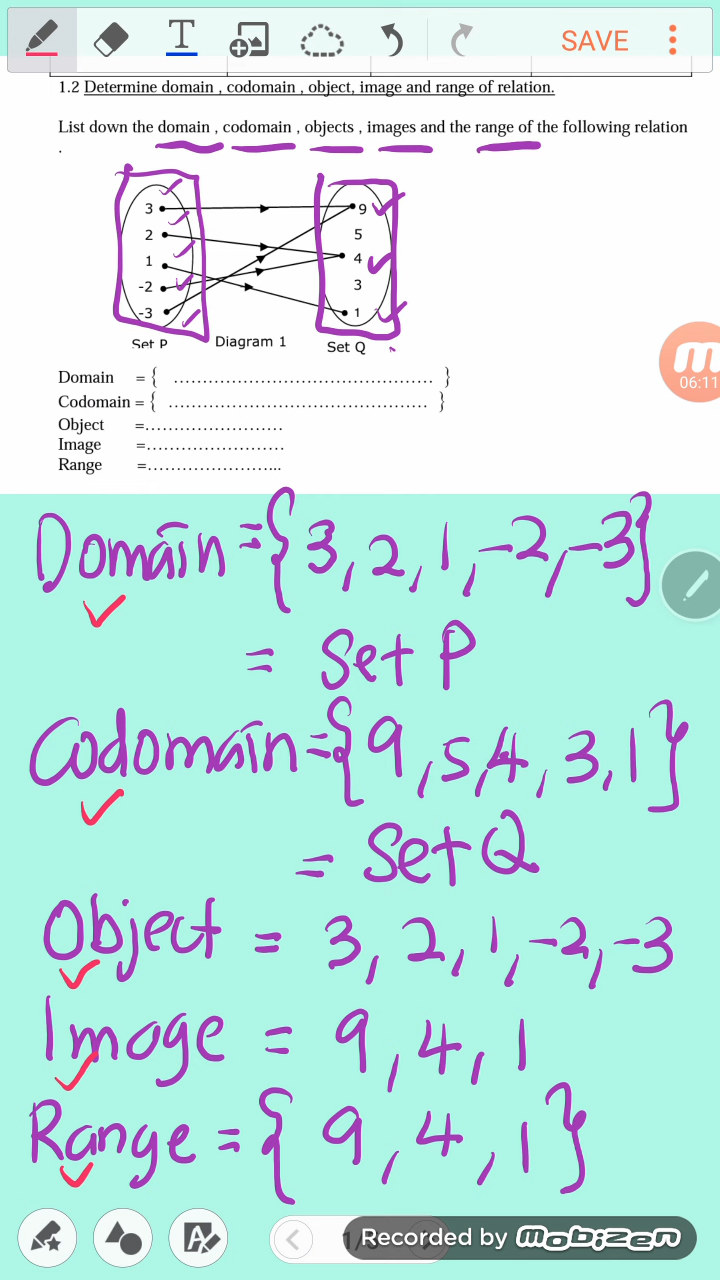 T
SAVE
1.2 Determine domain , codomain , object, image and range of relation.
List down the domain , codomain , objects , images and the range of the following relation
.
3 9
2 5
1 4
-2 3
-3 1
Set P Diagram 1 Set Q
Domain = { ............................................. }
Codomain = { ............................................. }
Object =........................
Image =........................
Range =........................
06:11
Domain = {3, 2, 1, -2, -3}
= Set P
Codomain = {9, 5, 4, 3, 1}
= Set Q
Object = 3, 2, 1, -2, -3
Image = 9, 4, 1
Range = {9, 4, 1}
Recorded by mobizen